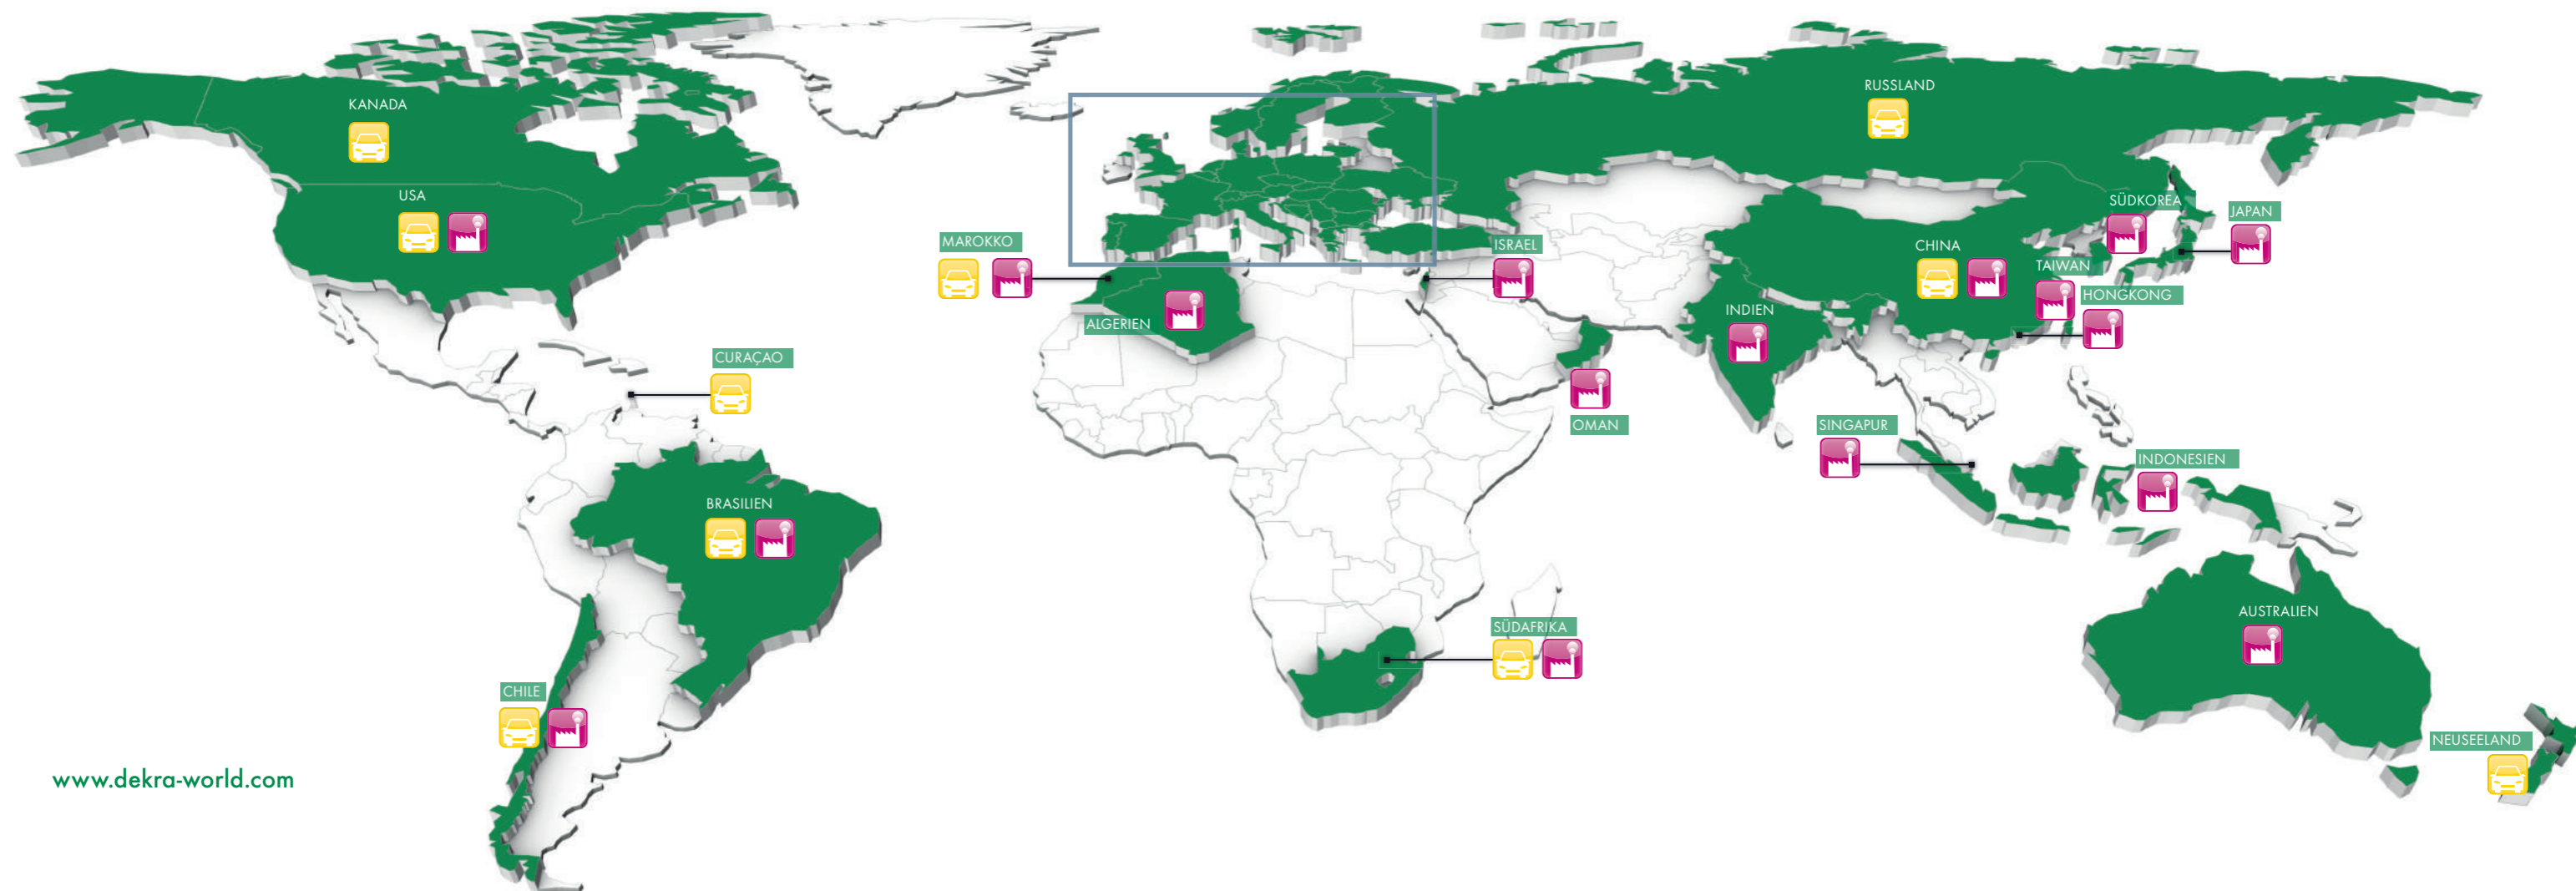 RUSSLAND
KANADA
USA
SÜDKOREA
JAPAN
MAROKKO
ISRAEL
CHINA
TAIWAN
HONGKONG
INDIEN
ALGERIEN
CURAÇAO
OMAN
SINGAPUR
INDONESIEN
BRASILIEN
AUSTRALIEN
SÜDAFRIKA
CHILE
NEUSEELAND
www.dekra-world.com